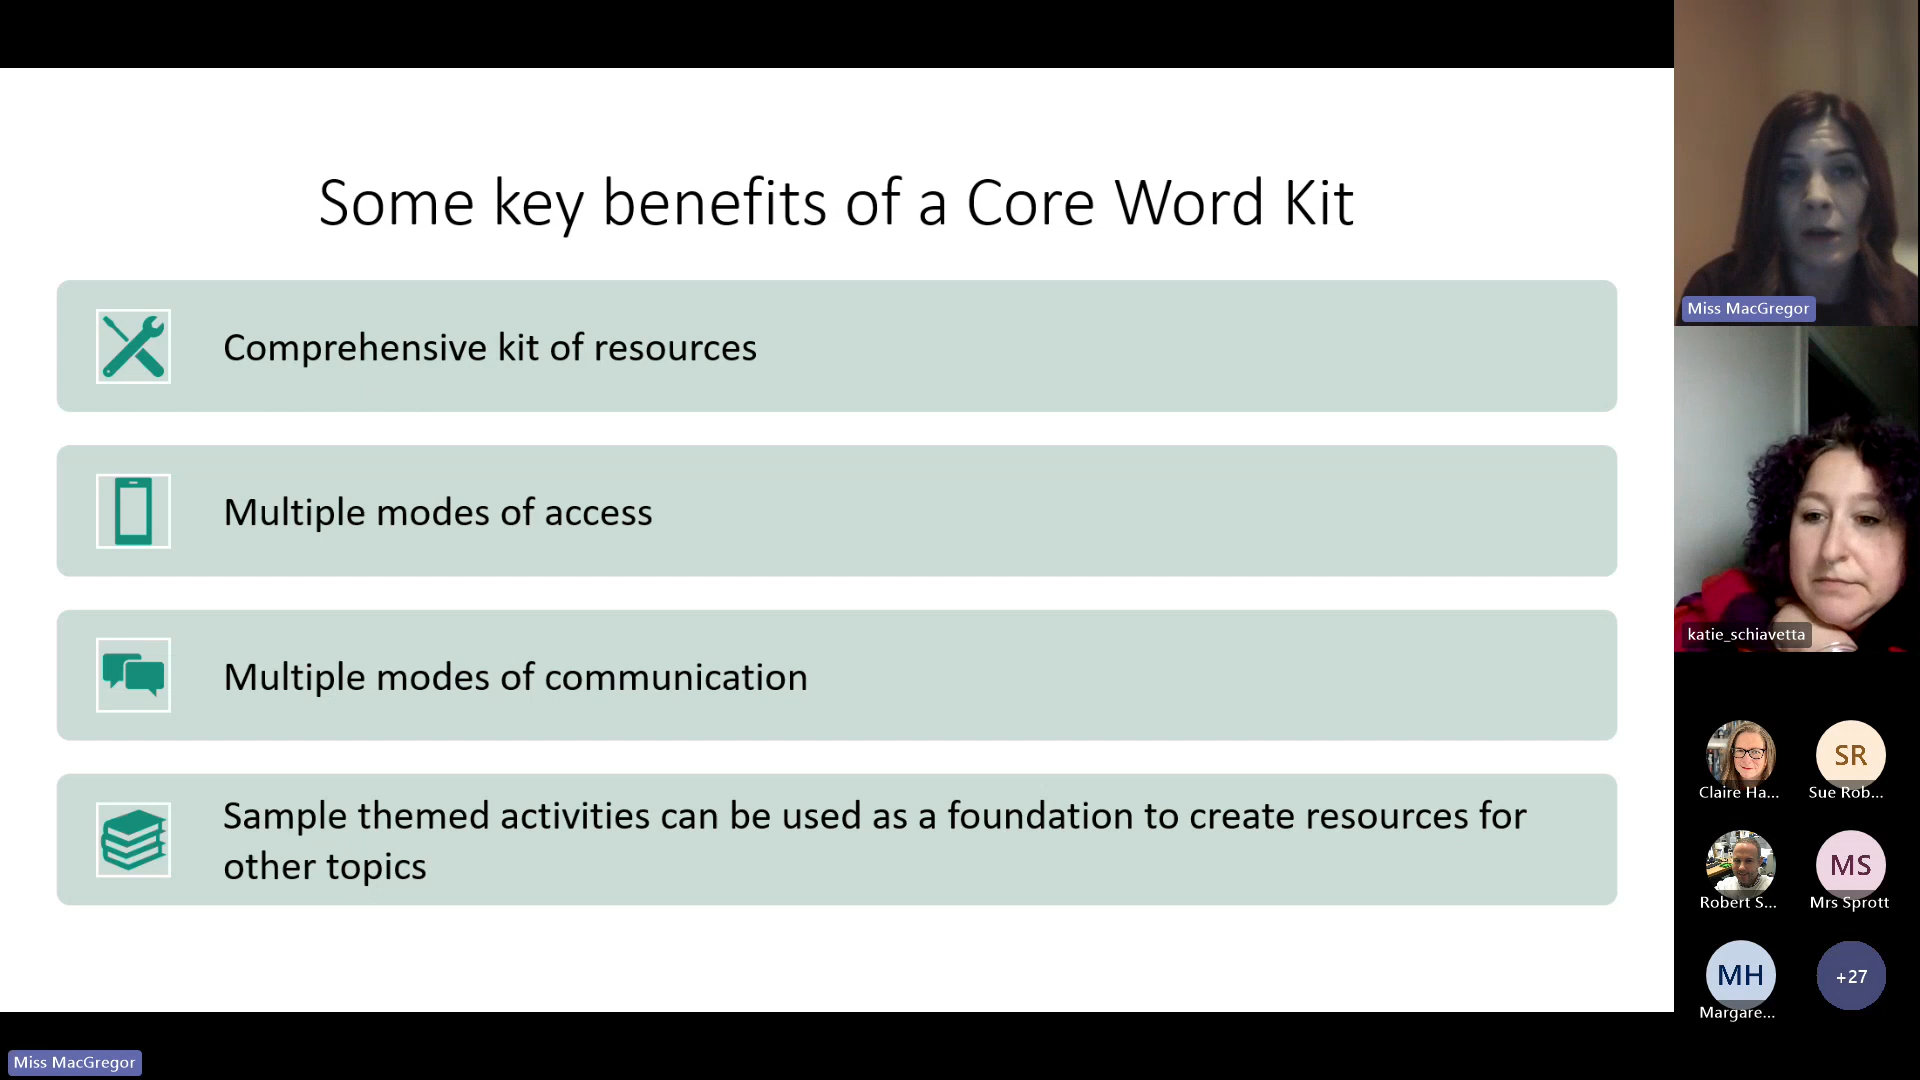 Some key benefits of a Core Word Kit
Comprehensive kit of resources
Multiple modes of access
Multiple modes of communication
Sample themed activities can be used as a foundation to create resources for
other topics
Miss MacGregor
katie_schiavetta
Claire Ha...
SR
Sue Rob...
Robert S...
MS
Mrs Sprott
MH
Margare...
+27
Miss MacGregor